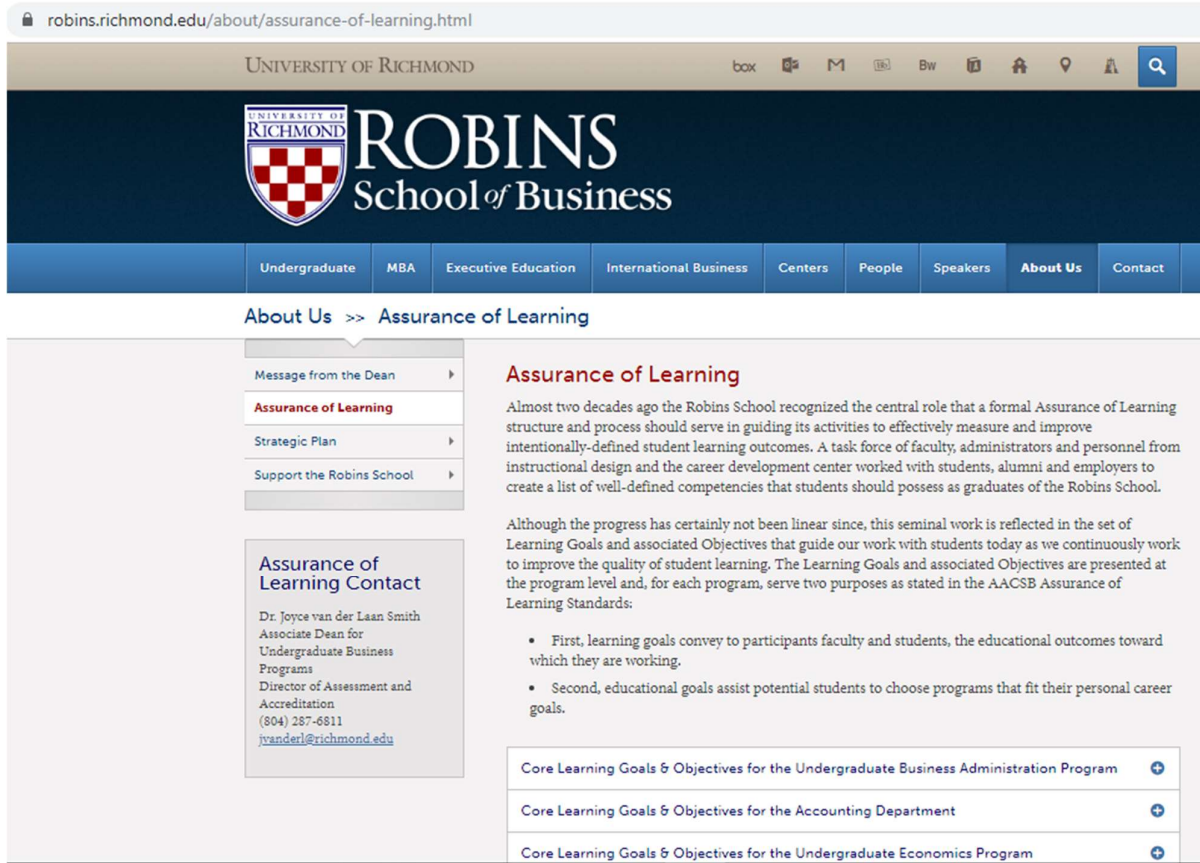 robins.richmond.edu/about/assurance-of-learning.html
UNIVERSITY OF RICHMOND
box
Bw
UNIVERSITY OF
RICHMOND
ROBINS
School of Business
Undergraduate
MBA
Executive Education
International Business
Centers
People
Speakers
About Us
Contact
About Us >> Assurance of Learning
Message from the Dean
Assurance of Learning
Strategic Plan
Support the Robins School
Assurance of
Learning Contact
Dr. Joyce van der Laan Smith
Associate Dean for
Undergraduate Business
Programs
Director of Assessment and
Accreditation
(804) 287-6811
jvanderl@richmond.edu
Assurance of Learning
Almost two decades ago the Robins School recognized the central role that a formal Assurance of Learning
structure and process should serve in guiding its activities to effectively measure and improve
intentionally-defined student learning outcomes. A task force of faculty, administrators and personnel from
instructional design and the career development center worked with students, alumni and employers to
create a list of well-defined competencies that students should possess as graduates of the Robins School.
Although the progress has certainly not been linear since, this seminal work is reflected in the set of
Learning Goals and associated Objectives that guide our work with students today as we continuously work
to improve the quality of student learning. The Learning Goals and associated Objectives are presented at
the program level and, for each program, serve two purposes as stated in the AACSB Assurance of
Learning Standards:
• First, learning goals convey to participants faculty and students, the educational outcomes toward
which they are working.
• Second, educational goals assist potential students to choose programs that fit their personal career
goals.
Core Learning Goals & Objectives for the Undergraduate Business Administration Program
Core Learning Goals & Objectives for the Accounting Department
Core Learning Goals & Objectives for the Undergraduate Economics Program